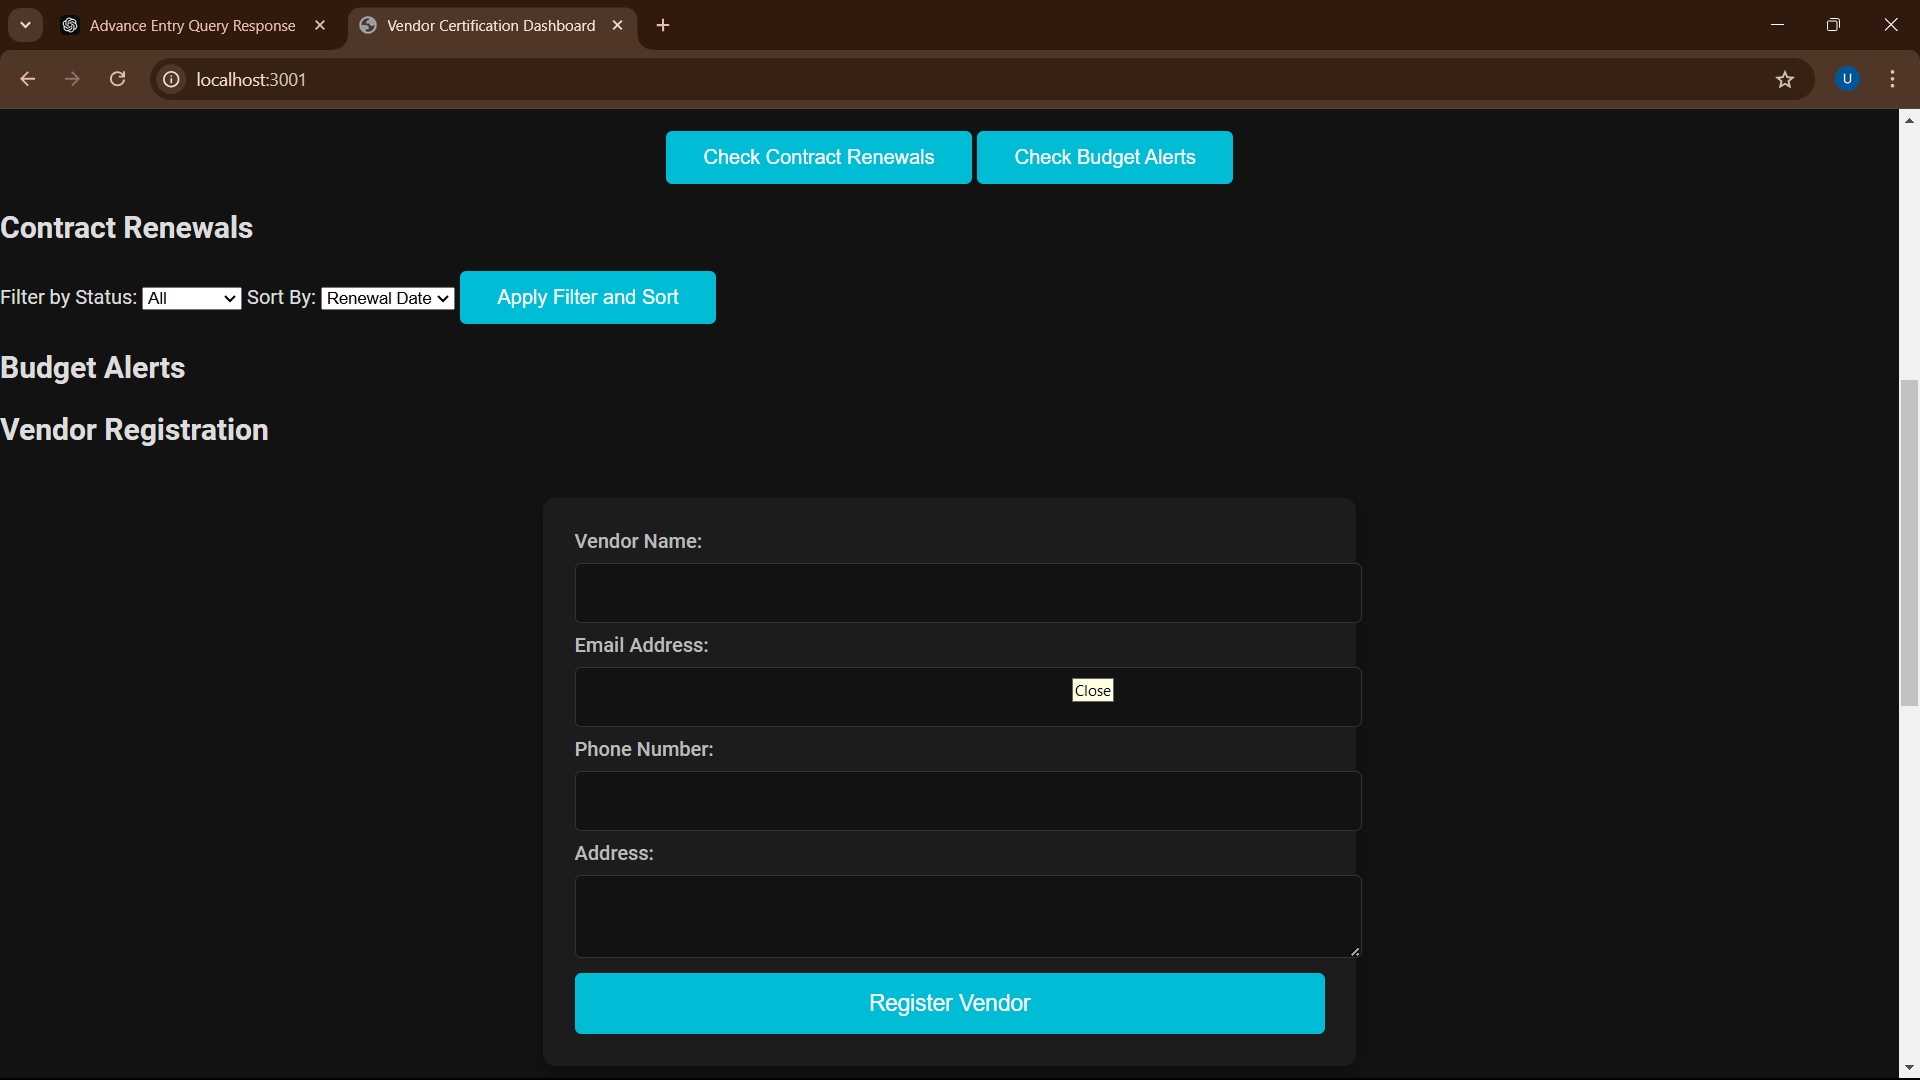 Advance Entry Query Response
Vendor Certification Dashboard
localhost:3001
U
Check Contract Renewals
Check Budget Alerts
Contract Renewals
Filter by Status: All Sort By: Renewal Date Apply Filter and Sort
Budget Alerts
Vendor Registration
Vendor Name:
Email Address:
Close
Phone Number:
Address:
Register Vendor